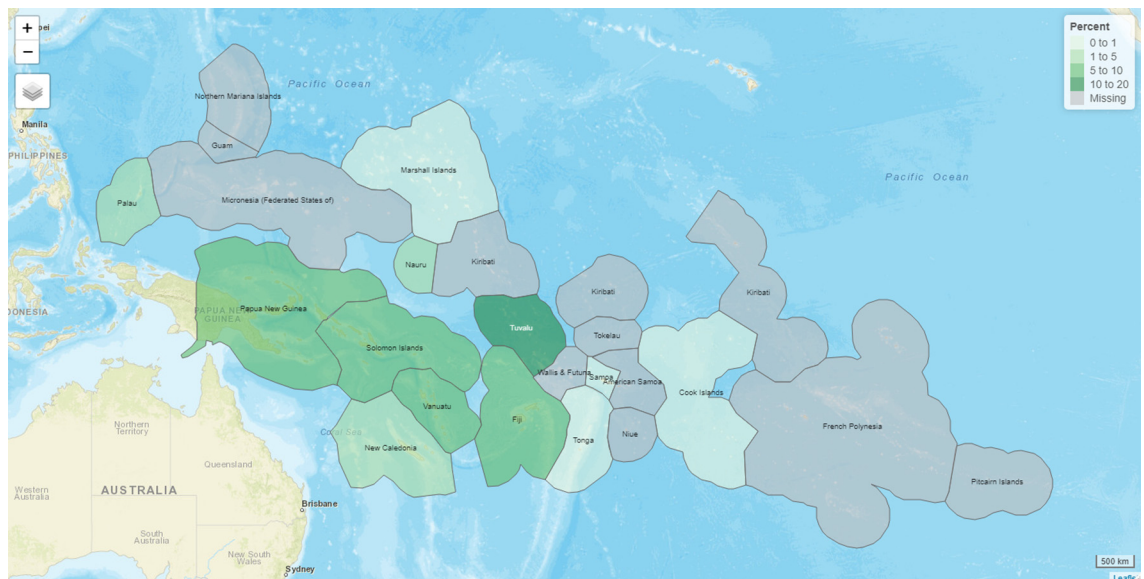 +
−
Manila
PHILIPPINES
Northern Mariana Islands
Guam
Pacific Ocean
Percent
0 to 1
1 to 5
5 to 10
10 to 20
Missing
Pacific Ocean
Palau
Micronesia (Federated States of)
Marshall Islands
Nauru
Kiribati
Kiribati
Kiribati
Papua New Guinea
PAPUA NEW
GUINEA
Solomon Islands
Tuvalu
Tokelau
Wallis & Futuna
Samoa
American Samoa
Cook Islands
Vanuatu
Fiji
Tonga
Niue
French Polynesia
Pitcairn Islands
New Caledonia
Coral Sea
Northern
Territory
Queensland
Western
Australia
AUSTRALIA
Brisbane
South
Australia
New South
Wales
Sydney
500 km